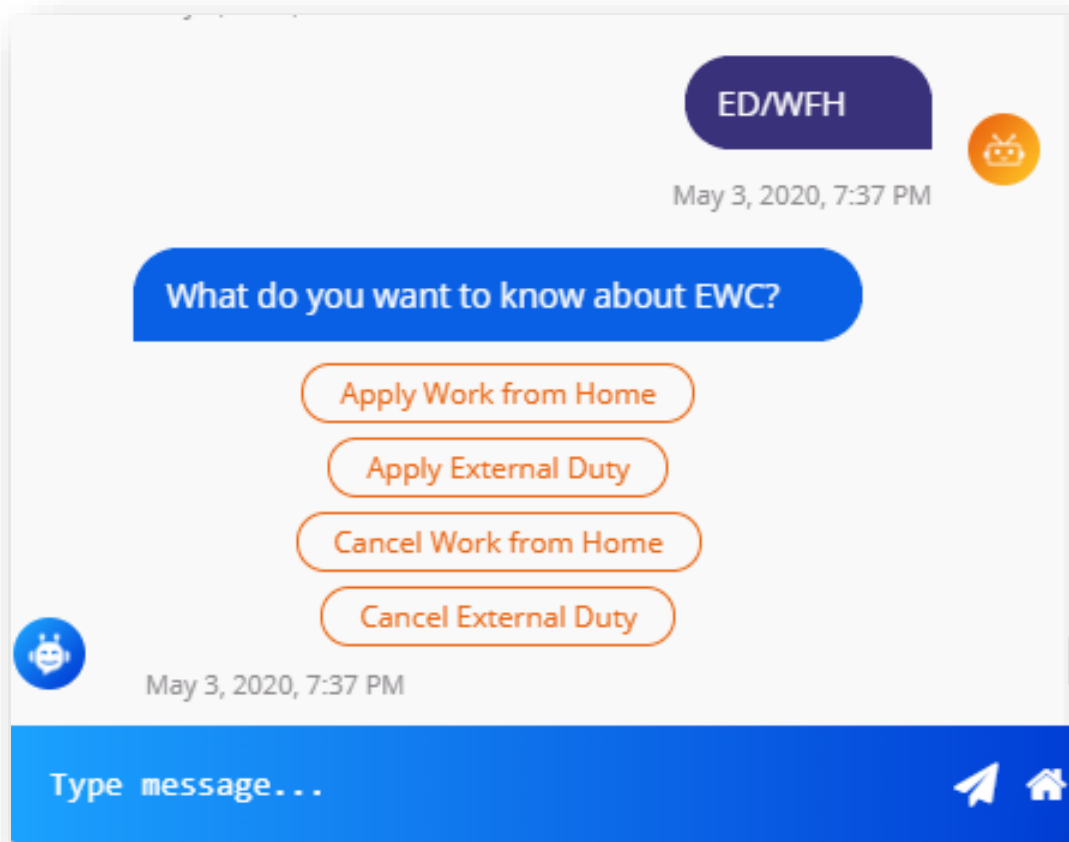 ED/WFH
May 3, 2020, 7:37 PM
What do you want to know about EWC?
Apply Work from Home
Apply External Duty
Cancel Work from Home
Cancel External Duty
May 3, 2020, 7:37 PM
Type message...